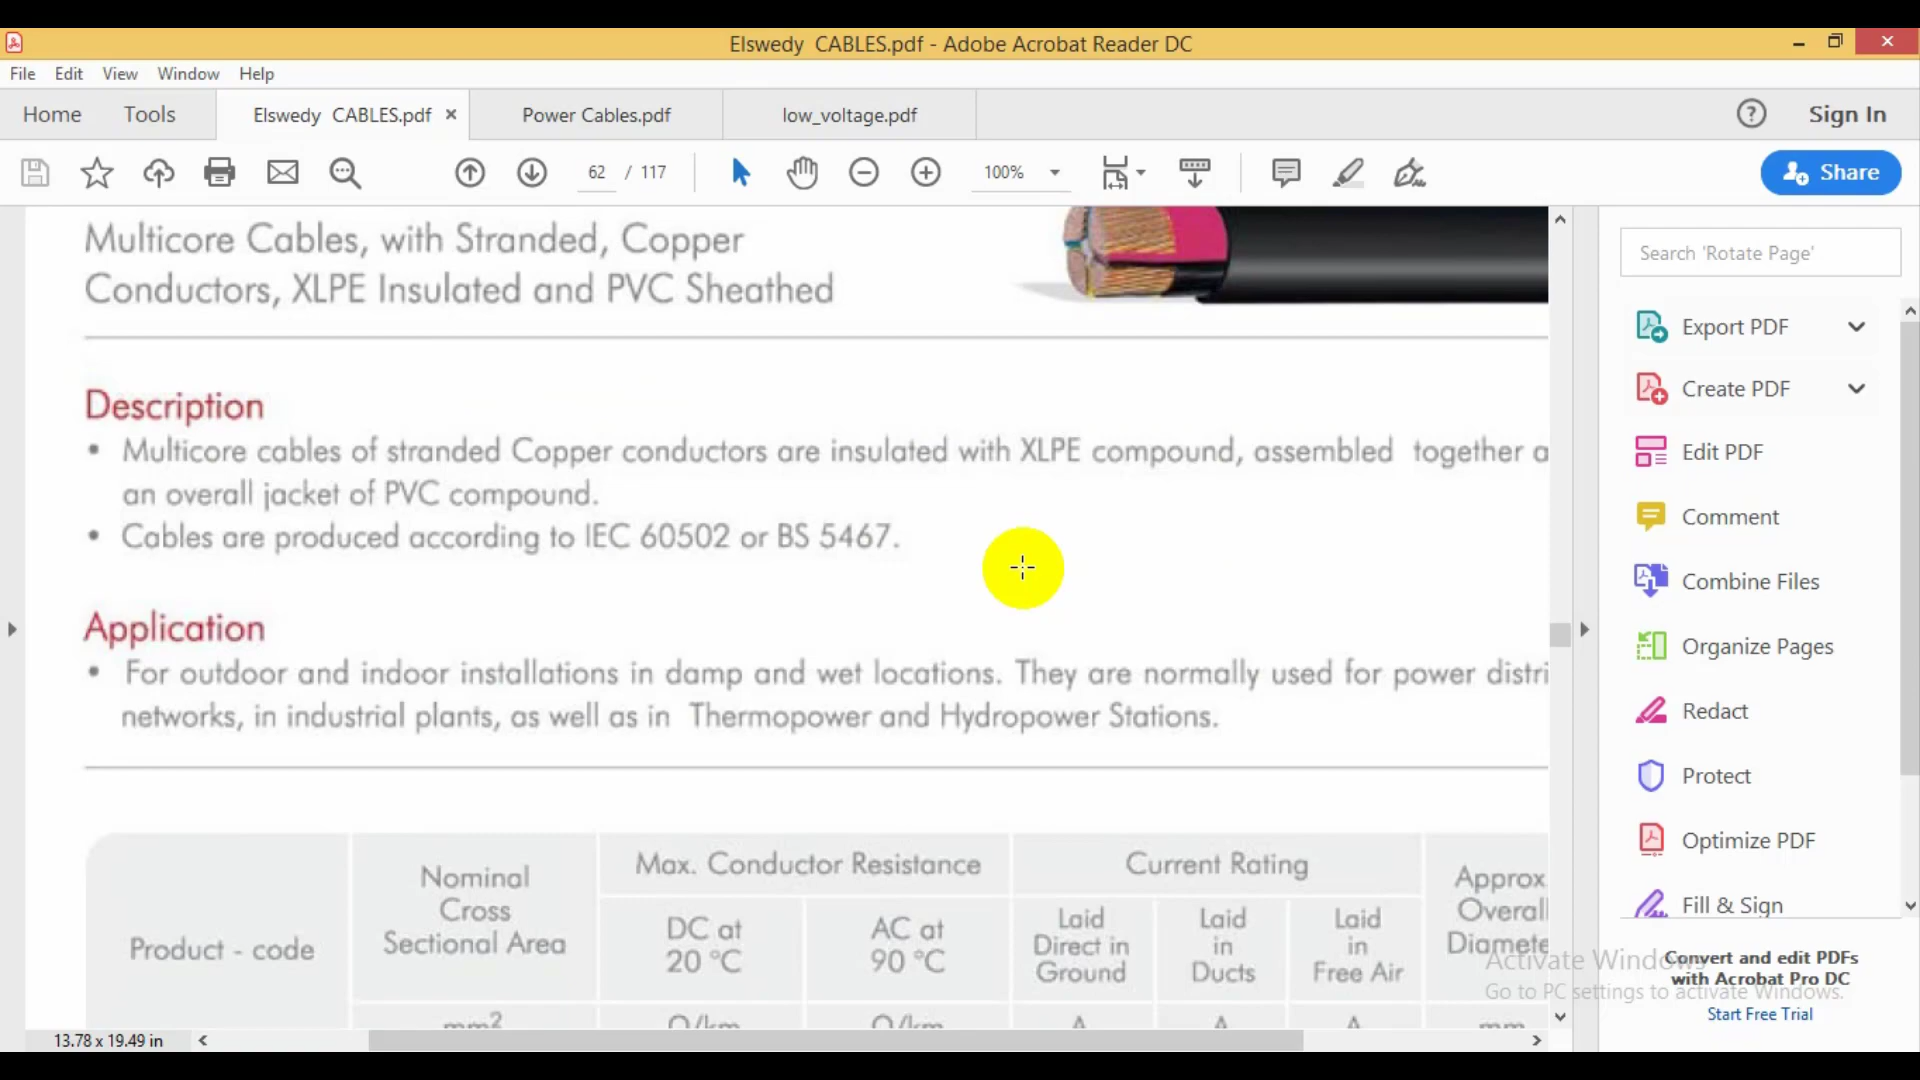 Elswedy CABLES.pdf - Adobe Acrobat Reader DC
File Edit View Window Help
Home Tools Elswedy CABLES.pdf × Power Cables.pdf low_voltage.pdf ? Sign In
62 / 117 100% Share
Multicore Cables, with Stranded, Copper
Conductors, XLPE Insulated and PVC Sheathed
Description
• Multicore cables of stranded Copper conductors are insulated with XLPE compound, assembled together a
an overall jacket of PVC compound.
• Cables are produced according to IEC 60502 or BS 5467.
Application
• For outdoor and indoor installations in damp and wet locations. They are normally used for power distri
networks, in industrial plants, as well as in Thermopower and Hydropower Stations.
Product - code
Nominal
Cross
Sectional Area
mm2
Max. Conductor Resistance
DC at
20 °C
Ω/km
AC at
90 °C
Ω/km
Current Rating
Laid
Direct in
Ground
A
Laid
in
Ducts
A
Laid
in
Free Air
A
Approx
Overall
Diamete
mm
13.78 x 19.49 in
Search 'Rotate Page'
Export PDF
Create PDF
Edit PDF
Comment
Combine Files
Organize Pages
Redact
Protect
Optimize PDF
Fill & Sign
Convert and edit PDFs
with Acrobat Pro DC
Start Free Trial
Activate Windows
Go to PC settings to activate Windows.